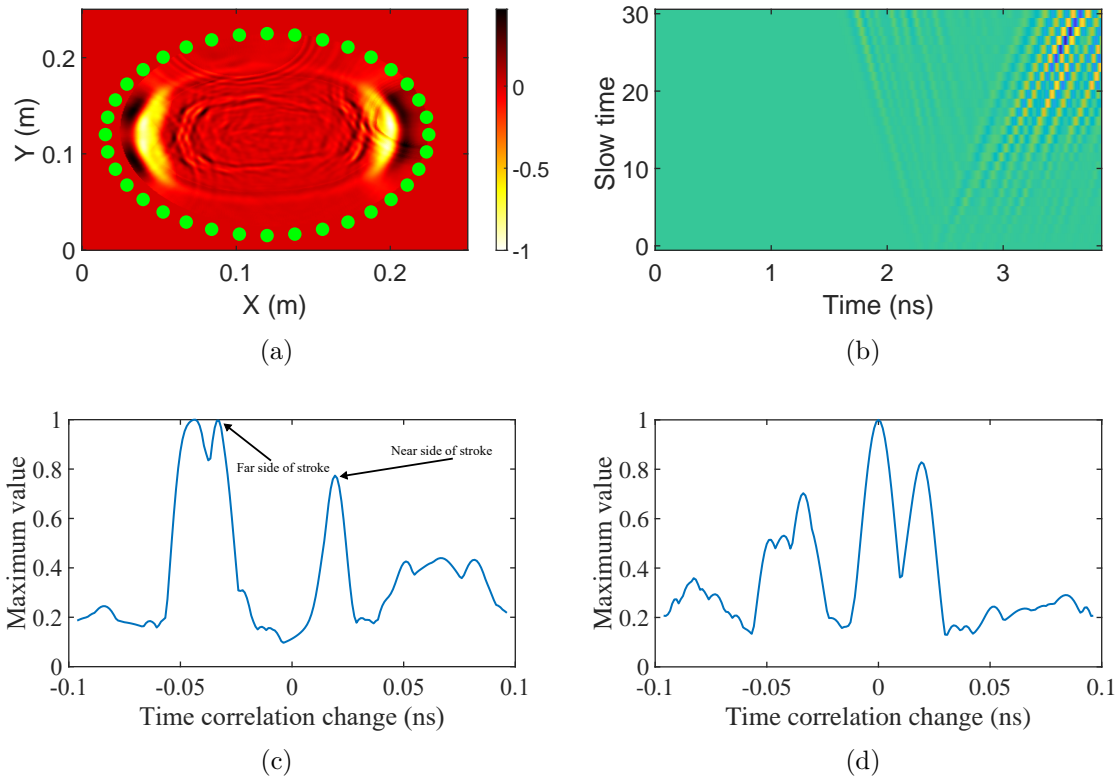 0.2
0.1
0
Y (m)
0 0.1 0.2
X (m)
0
-0.5
-1
(a)
30
20
10
0
Slow time
0 1 2 3
Time (ns)
(b)
1
0.8
0.6
0.4
0.2
0
Maximum value
Far side of stroke
Near side of stroke
-0.1 -0.05 0 0.05 0.1
Time correlation change (ns)
(c)
1
0.8
0.6
0.4
0.2
0
Maximum value
-0.1 -0.05 0 0.05 0.1
Time correlation change (ns)
(d)